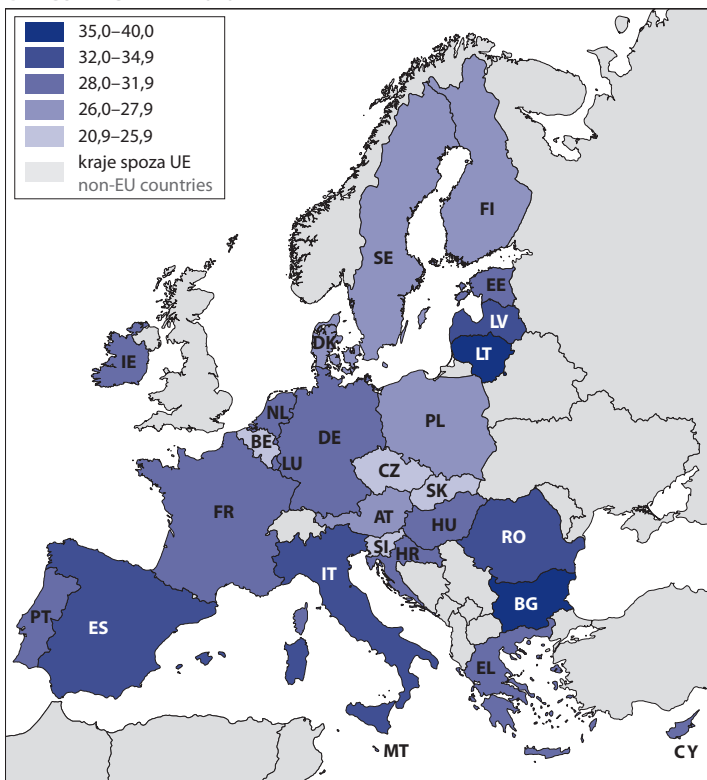 35,0–40,0
32,0–34,9
28,0–31,9
26,0–27,9
20,9–25,9
kraje spoza UE
non-EU countries
FI
SE
EE
LV
LT
DK
IE
NL
BE
DE
PL
LU
CZ
SK
FR
AT
HU
SI
HR
RO
IT
BG
PT
ES
EL
MT
CY